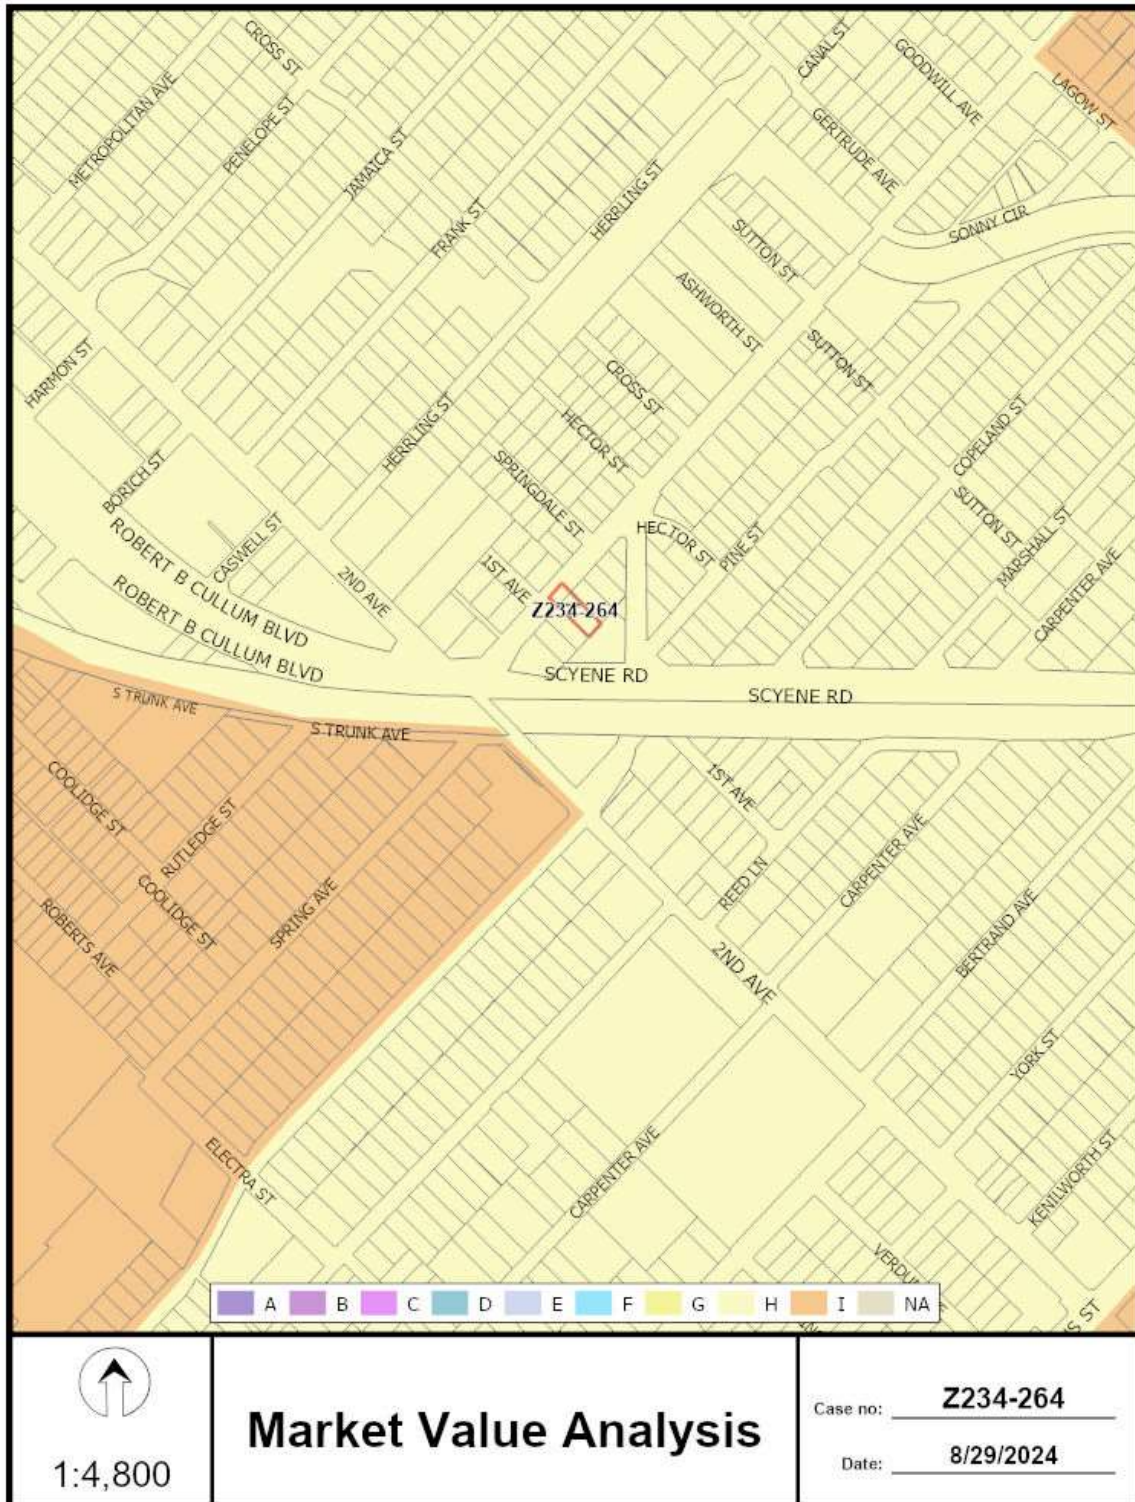 CROSS ST
CANAL ST
GOODWILL AVE
METROPOLITAN AVE
PENELOPE ST
LAGOW ST
JAMAICA ST
GERTRUDE AVE
HERRLING ST
FRANK ST
SONNY CIR
SUTTON ST
ASHWORTH ST
SUTTON ST
HARMON ST
CROSS ST
HERRLING ST
HECTOR ST
COPELAND ST
BORICH ST
SPRINGDALE ST
SUTTON ST
HECTOR ST
PINE ST
MARSHALL ST
CASWELL ST
ROBERT B CULLUM BLVD
2ND AVE
1ST AVE
CARPENTER AVE
Z234-264
ROBERT B CULLUM BLVD
SCYENE RD
SCYENE RD
S TRUNK AVE
S TRUNK AVE
COOLIDGE ST
RUTLEDGE ST
1ST AVE
CARPENTER AVE
REED LN
COOLIDGE ST
SPRING AVE
ROBERTS AVE
BERTRAND AVE
2ND AVE
YORK ST
ELECTRA ST
CARPENTER AVE
KENILWORTH ST
A B C D E F G H I NA
1:4,800
Market Value Analysis
Case no: Z234-264
Date: 8/29/2024